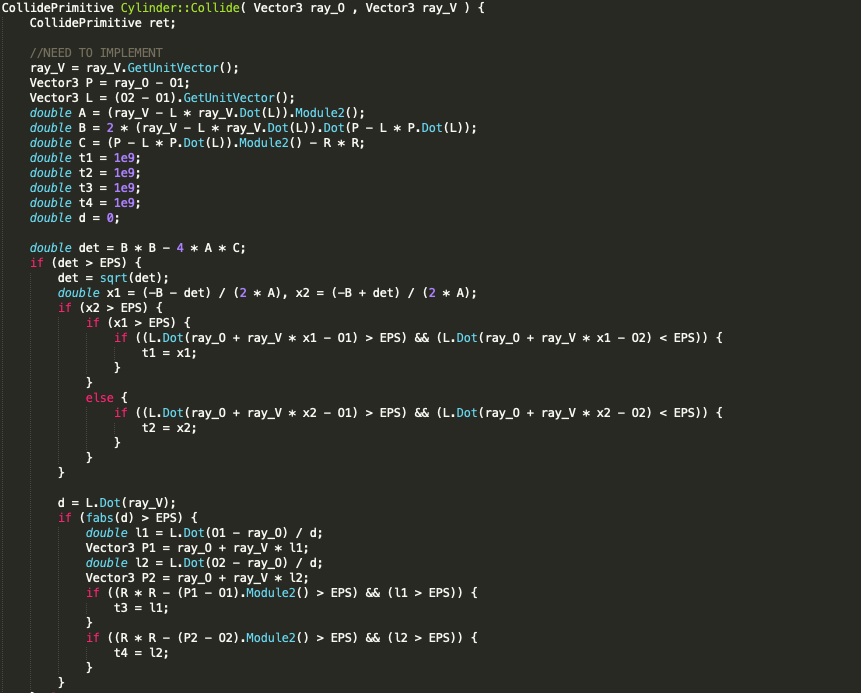 CollidePrimitive Cylinder::Collide( Vector3 ray_O , Vector3 ray_V ) {
    CollidePrimitive ret;

    //NEED TO IMPLEMENT
    ray_V = ray_V.GetUnitVector();
    Vector3 P = ray_O - O1;
    Vector3 L = (O2 - O1).GetUnitVector();
    double A = (ray_V - L * ray_V.Dot(L)).Module2();
    double B = 2 * (ray_V - L * ray_V.Dot(L)).Dot(P - L * P.Dot(L));
    double C = (P - L * P.Dot(L)).Module2() - R * R;
    double t1 = 1e9;
    double t2 = 1e9;
    double t3 = 1e9;
    double t4 = 1e9;
    double d = 0;

    double det = B * B - 4 * A * C;
    if (det > EPS) {
        det = sqrt(det);
        double x1 = (-B - det) / (2 * A), x2 = (-B + det) / (2 * A);
        if (x2 > EPS) {
            if (x1 > EPS) {
                if ((L.Dot(ray_O + ray_V * x1 - O1) > EPS) && (L.Dot(ray_O + ray_V * x1 - O2) < EPS)) {
                    t1 = x1;
                }
            }
            else {
                if ((L.Dot(ray_O + ray_V * x2 - O1) > EPS) && (L.Dot(ray_O + ray_V * x2 - O2) < EPS)) {
                    t2 = x2;
                }
            }
        }

        d = L.Dot(ray_V);
        if (fabs(d) > EPS) {
            double l1 = L.Dot(O1 - ray_O) / d;
            Vector3 P1 = ray_O + ray_V * l1;
            double l2 = L.Dot(O2 - ray_O) / d;
            Vector3 P2 = ray_O + ray_V * l2;
            if ((R * R - (P1 - O1).Module2() > EPS) && (l1 > EPS)) {
                t3 = l1;
            }
            if ((R * R - (P2 - O2).Module2() > EPS) && (l2 > EPS)) {
                t4 = l2;
            }
        }